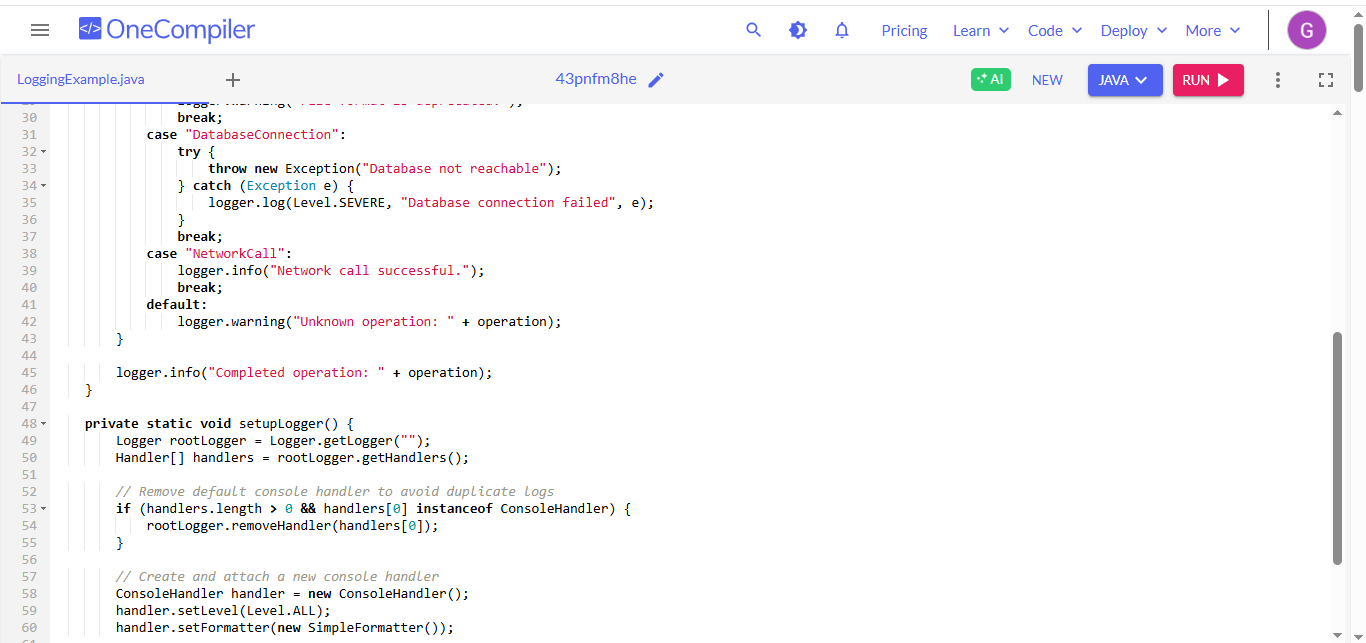 OneCompiler
Pricing
Learn
Code
Deploy
More
G
LoggingExample.java
+
43pnfm8he
AI
NEW
JAVA
RUN
30 break;
31 case "DatabaseConnection":
32 try {
33 throw new Exception("Database not reachable");
34 } catch (Exception e) {
35 logger.log(Level.SEVERE, "Database connection failed", e);
36 }
37 break;
38 case "NetworkCall":
39 logger.info("Network call successful.");
40 break;
41 default:
42 logger.warning("Unknown operation: " + operation);
43 }
44
45 logger.info("Completed operation: " + operation);
46 }
47
48 private static void setupLogger() {
49 Logger rootLogger = Logger.getLogger("");
50 Handler[] handlers = rootLogger.getHandlers();
51
52 // Remove default console handler to avoid duplicate logs
53 if (handlers.length > 0 && handlers[0] instanceof ConsoleHandler) {
54 rootLogger.removeHandler(handlers[0]);
55 }
56
57 // Create and attach a new console handler
58 ConsoleHandler handler = new ConsoleHandler();
59 handler.setLevel(Level.ALL);
60 handler.setFormatter(new SimpleFormatter());